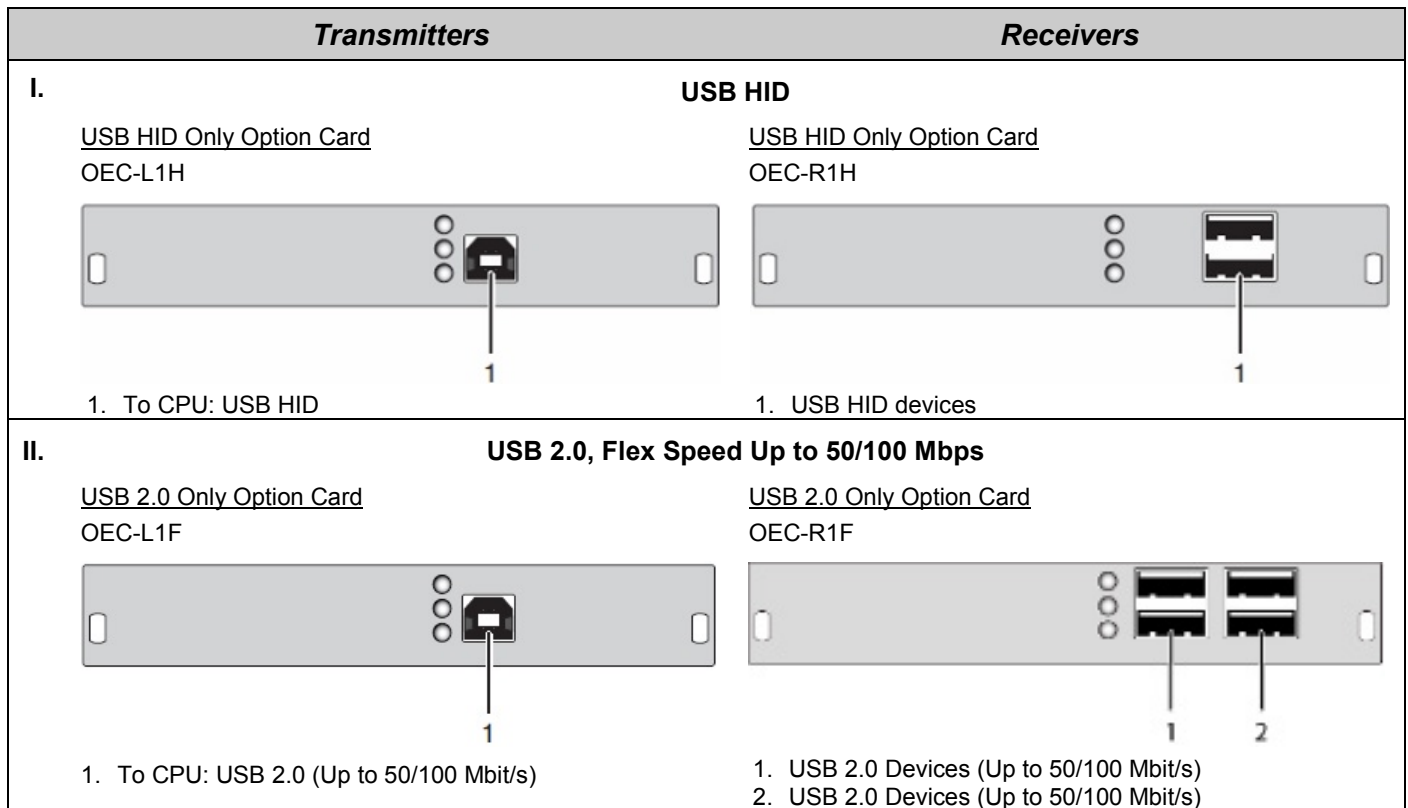 Transmitters Receivers
I. USB HID
USB HID Only Option Card USB HID Only Option Card
OEC-L1H OEC-R1H
1 1
1. To CPU: USB HID 1. USB HID devices
II. USB 2.0, Flex Speed Up to 50/100 Mbps
USB 2.0 Only Option Card USB 2.0 Only Option Card
OEC-L1F OEC-R1F
1 1 2
1. To CPU: USB 2.0 (Up to 50/100 Mbit/s) 1. USB 2.0 Devices (Up to 50/100 Mbit/s)
2. USB 2.0 Devices (Up to 50/100 Mbit/s)